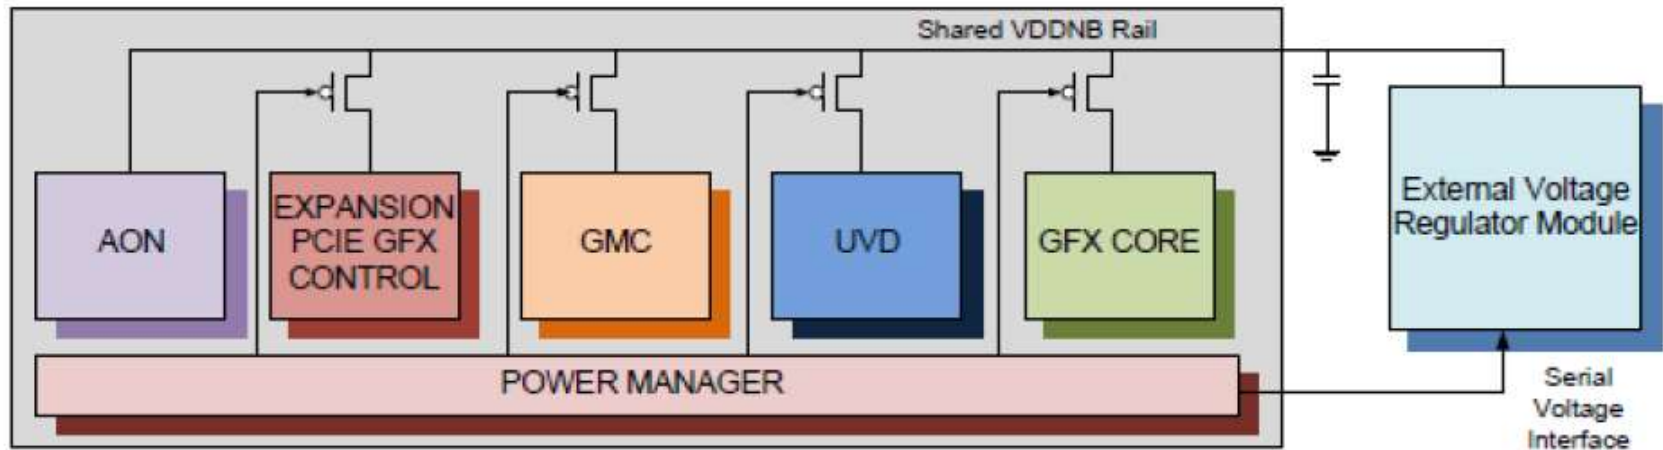 Shared VDDNB Rail
AON
EXPANSION
PCIE GFX
CONTROL
GMC
UVD
GFX CORE
External Voltage
Regulator Module
POWER MANAGER
Serial
Voltage
Interface